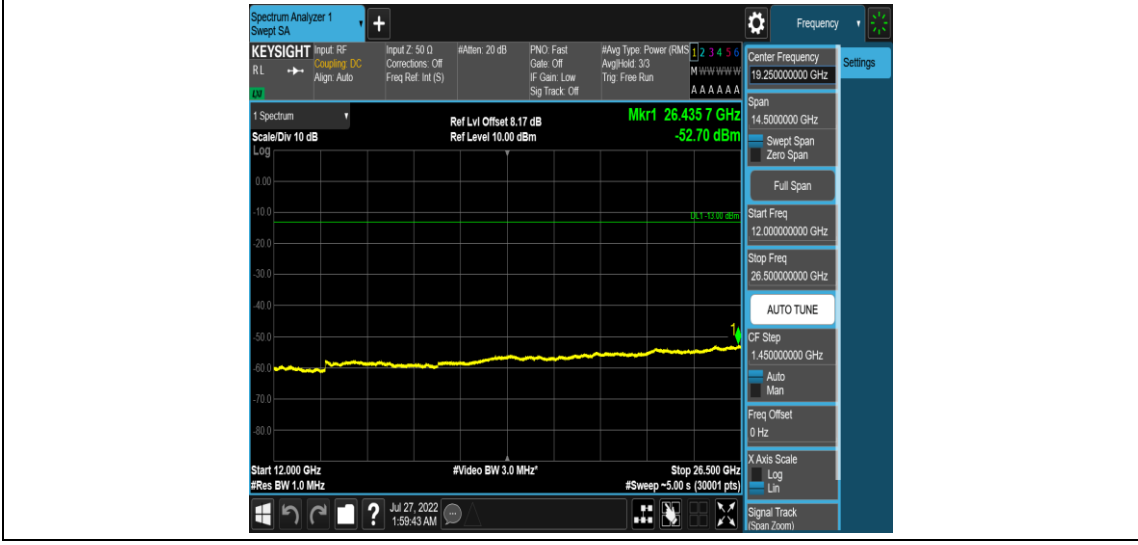 Spectrum Analyzer 1
Swept SA
+
Frequency
KEYSIGHT
Input: RF
Input Z: 50 Ω
#Atten: 20 dB
PNO: Fast
#Avg Type: Power (RMS
1 2 3 4 5 6
RL
Coupling: DC
Corrections: Off
Gate: Off
Avg|Hold: 3/3
M W W W W W
Align: Auto
Freq Ref: Int (S)
IF Gain: Low
Trig: Free Run
Sig Track: Off
A A A A A A
LXI
1 Spectrum
Ref Lvl Offset 8.17 dB
Mkr1 26.435 7 GHz
Scale/Div 10 dB
Ref Level 10.00 dBm
-52.70 dBm
Log
0.00
-10.0
DL1 -13.00 dBm
-20.0
-30.0
-40.0
1
-50.0
-60.0
-70.0
-80.0
Start 12.000 GHz
#Video BW 3.0 MHz*
Stop 26.500 GHz
#Res BW 1.0 MHz
#Sweep ~5.00 s (30001 pts)
?
Jul 27, 2022
1:59:43 AM
Center Frequency
19.250000000 GHz
Settings
Span
14.5000000 GHz
Swept Span
Zero Span
Full Span
Start Freq
12.000000000 GHz
Stop Freq
26.500000000 GHz
AUTO TUNE
CF Step
1.450000000 GHz
Auto
Man
Freq Offset
0 Hz
X Axis Scale
Log
Lin
Signal Track
(Span Zoom)